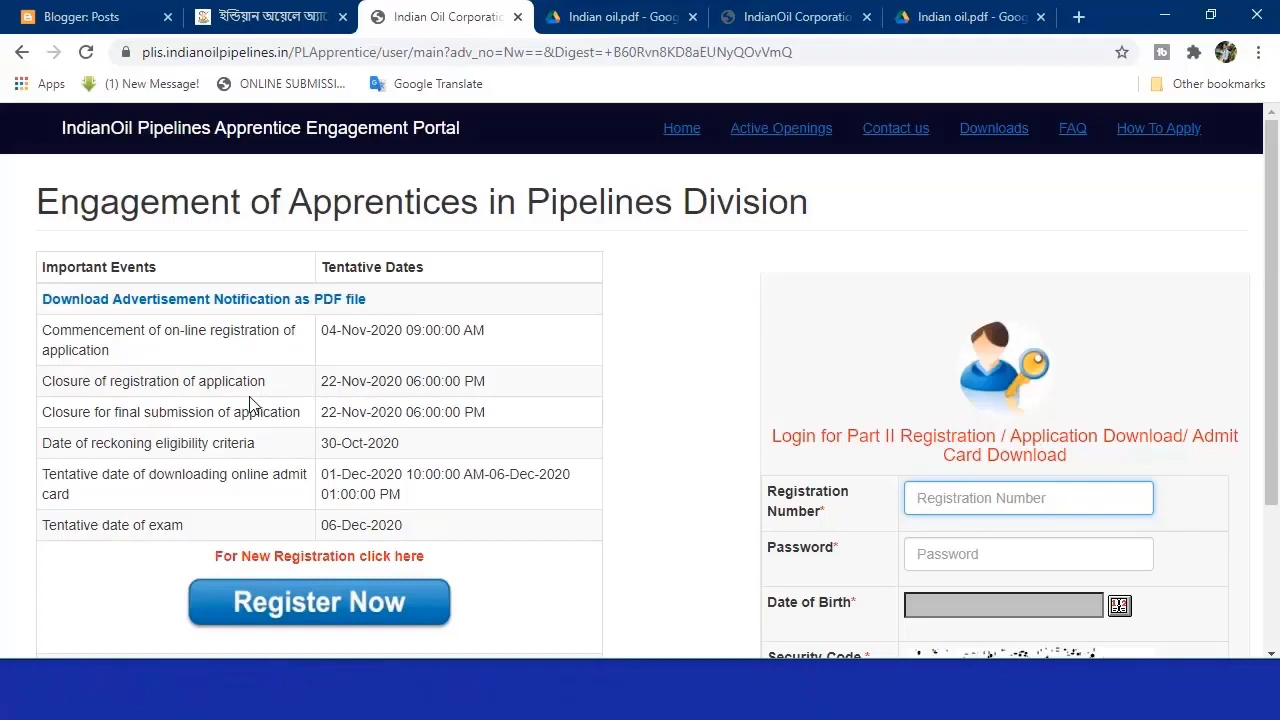 Blogger: Posts
ইন্ডিয়ান অয়েলে অ্যা
Indian Oil Corporatio
Indian oil.pdf - Goog
IndianOil Corporatio
Indian oil.pdf - Goog
plis.indianoilpipelines.in/PLApprentice/user/main?adv_no=Nw==&Digest=+B60Rvn8KD8aEUNyQOvVmQ
Apps
(1) New Message!
ONLINE SUBMISSI...
Google Translate
Other bookmarks
IndianOil Pipelines Apprentice Engagement Portal
Home
Active Openings
Contact us
Downloads
FAQ
How To Apply
Engagement of Apprentices in Pipelines Division
Important Events
Tentative Dates
Download Advertisement Notification as PDF file
Commencement of on-line registration of
application
04-Nov-2020 09:00:00 AM
Closure of registration of application
22-Nov-2020 06:00:00 PM
Closure for final submission of application
22-Nov-2020 06:00:00 PM
Date of reckoning eligibility criteria
30-Oct-2020
Tentative date of downloading online admit
card
01-Dec-2020 10:00:00 AM-06-Dec-2020
01:00:00 PM
Tentative date of exam
06-Dec-2020
For New Registration click here
Register Now
Login for Part II Registration / Application Download/ Admit
Card Download
Registration
Number*
Registration Number
Password*
Password
Date of Birth*
Security Code *